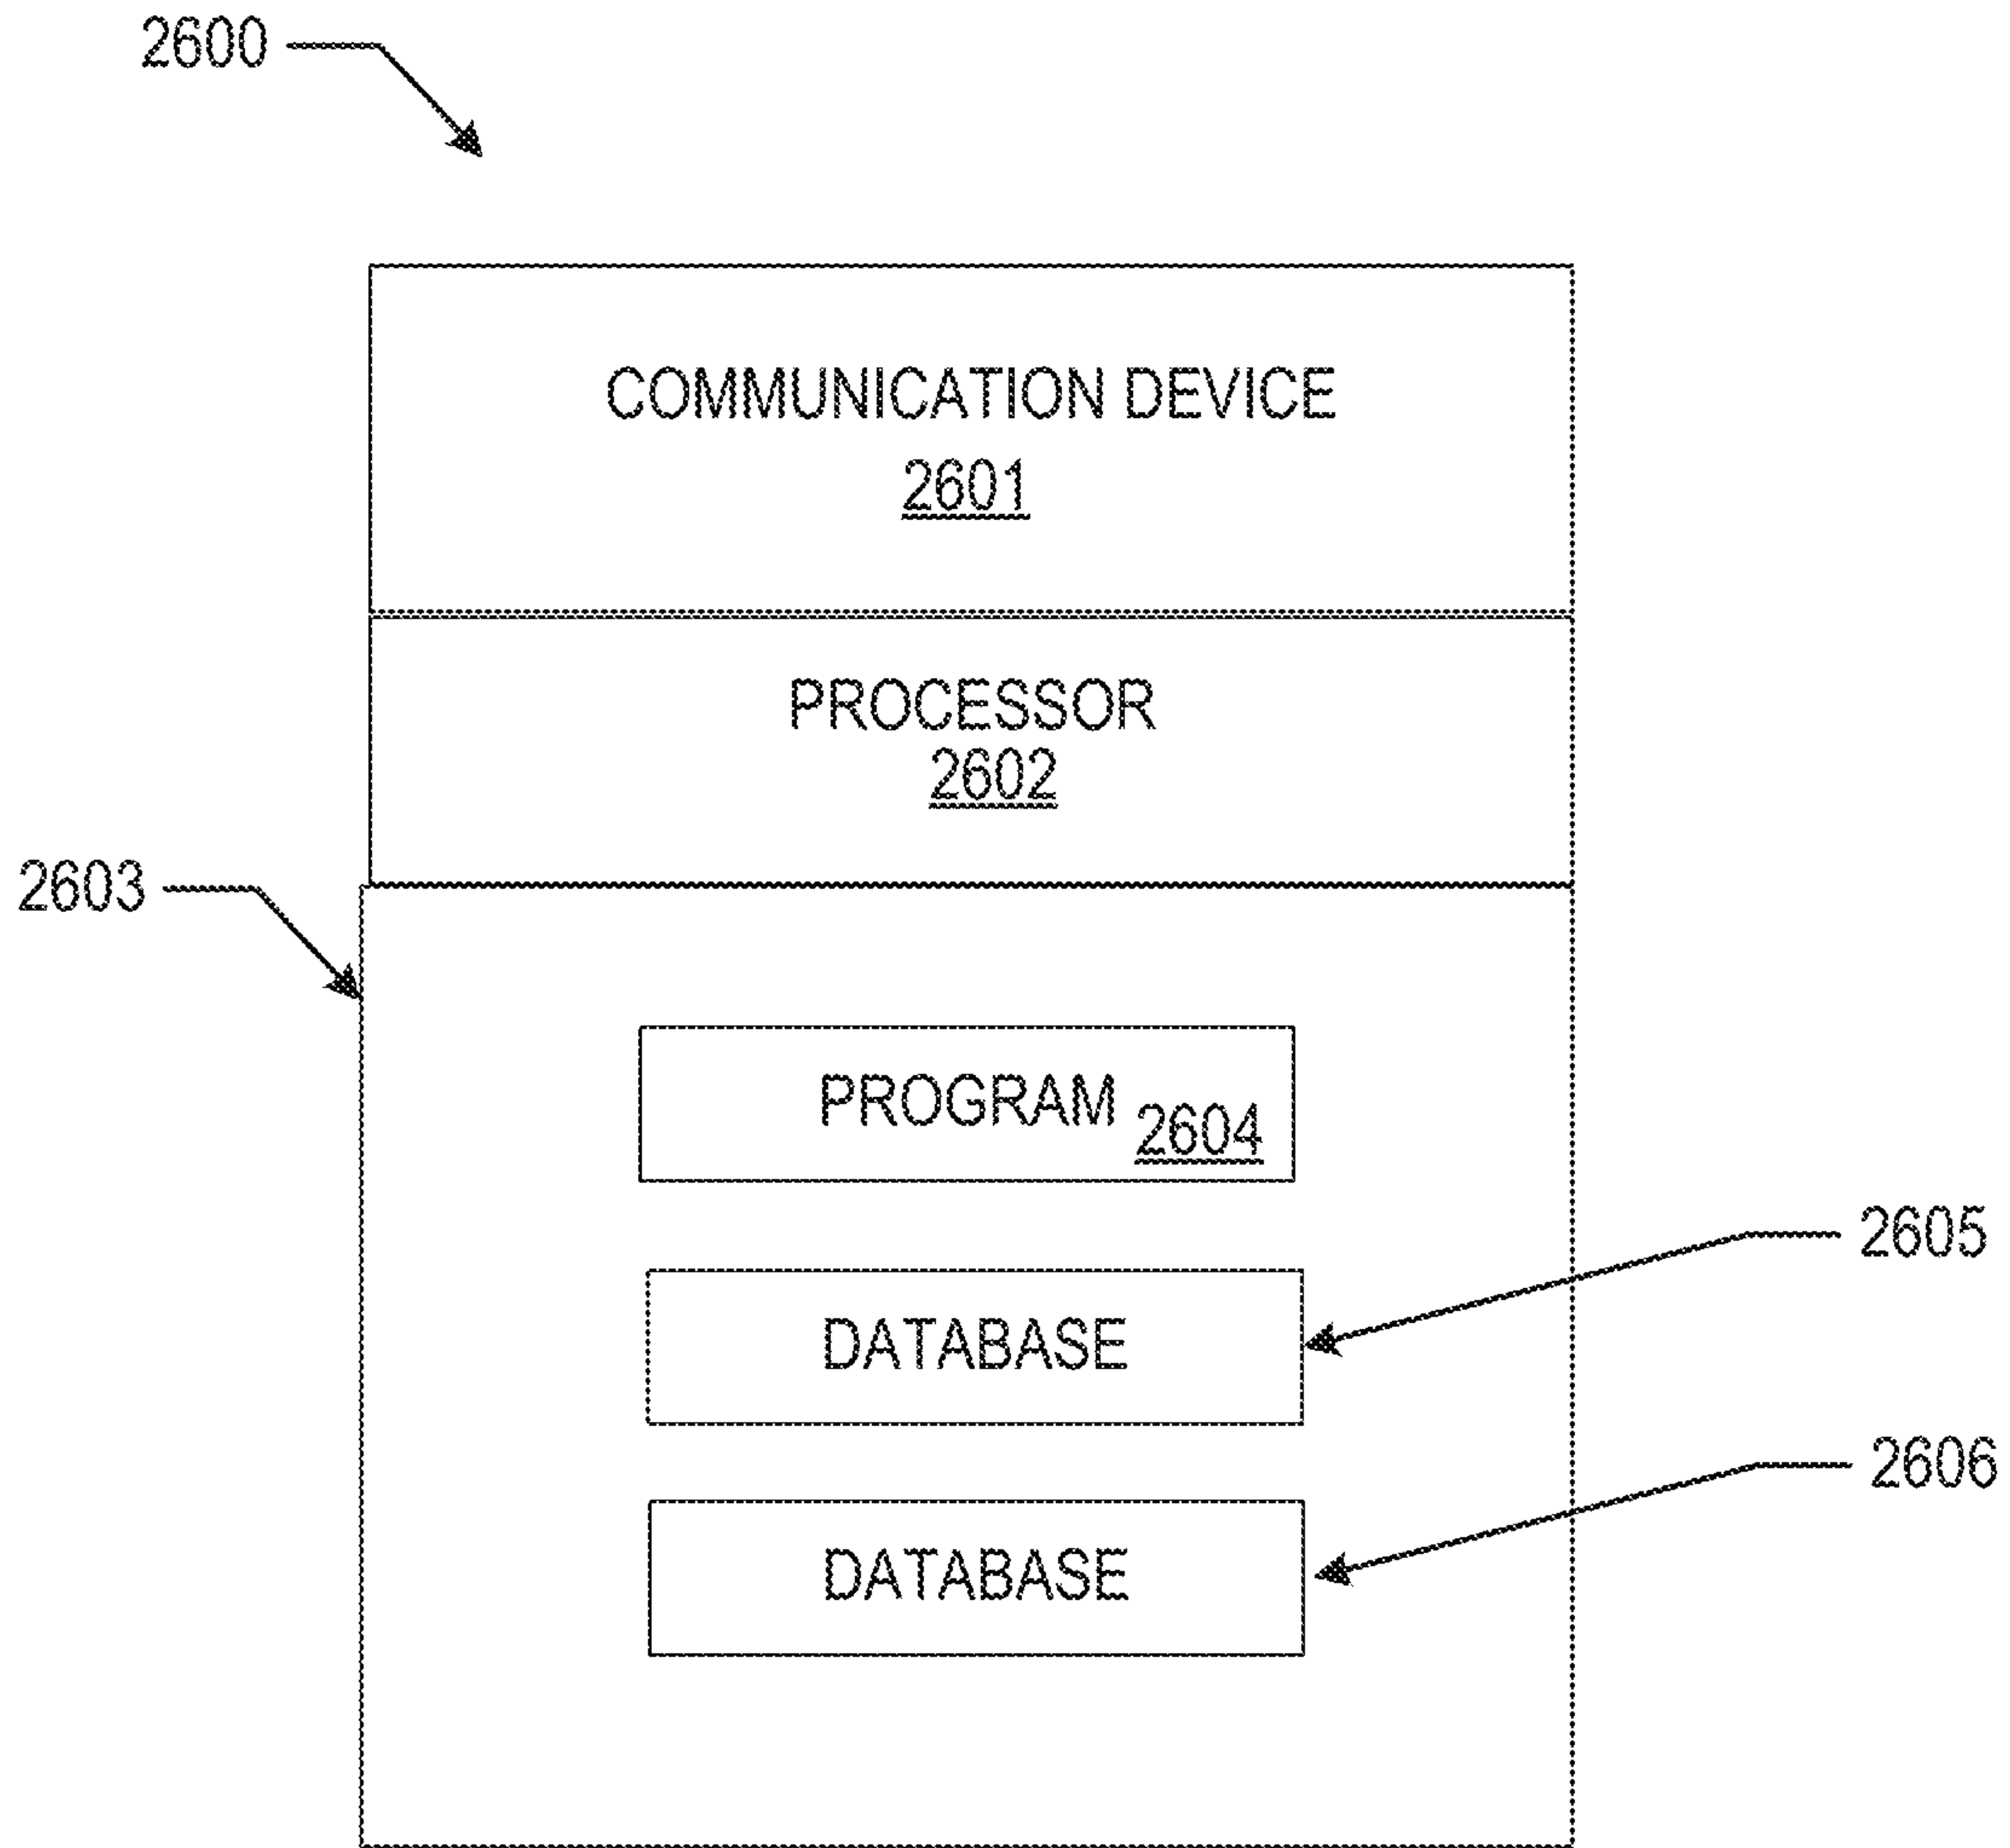 2600
COMMUNICATION DEVICE
2601
PROCESSOR
2602
2603
PROGRAM 2604
2605
DATABASE
2606
DATABASE